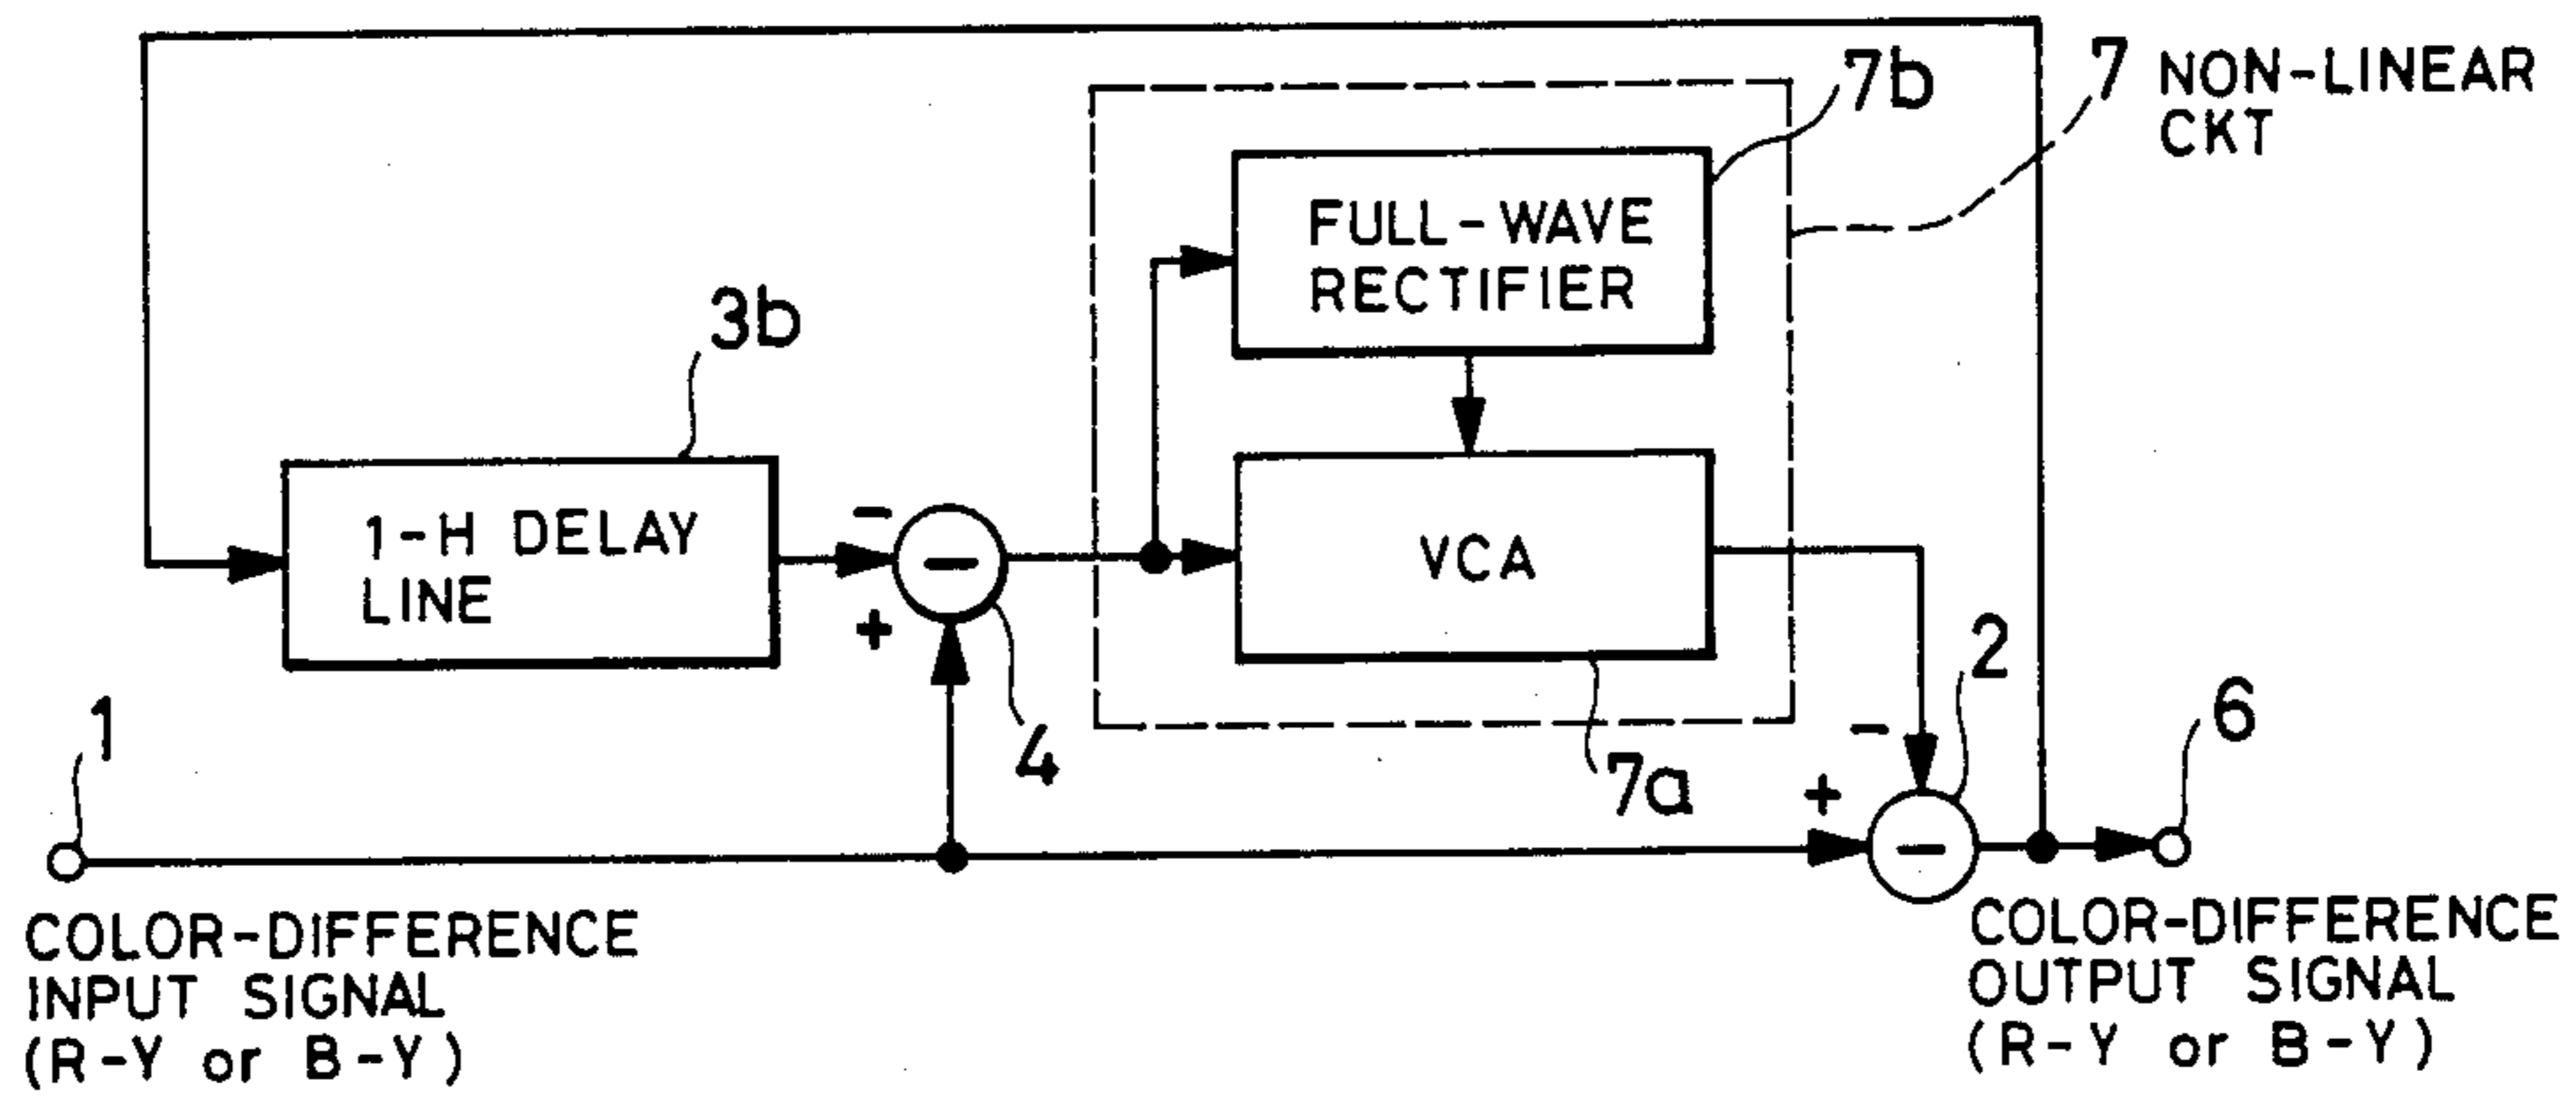 7 NON-LINEAR
CKT
7b
FULL-WAVE
RECTIFIER
3b
1-H DELAY
LINE
-
+
-
4
VCA
7a
-
+
-
2
1
6
COLOR-DIFFERENCE
INPUT SIGNAL
(R-Y or B-Y)
COLOR-DIFFERENCE
OUTPUT SIGNAL
(R-Y or B-Y)